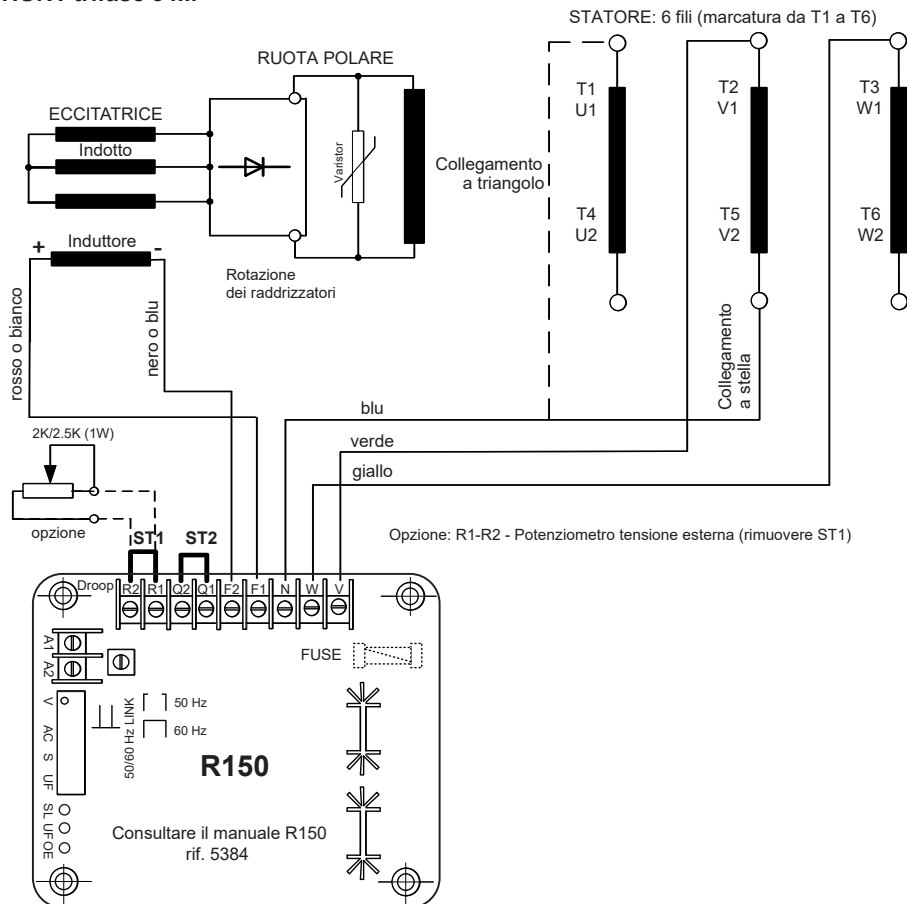 STATORE: 6 fili (marcatura da T1 a T6)
RUOTA POLARE
ECCITATRICE
Indotto
Varistor
Collegamento
a triangolo
T1
U1
T2
V1
T3
W1
T4
U2
T5
V2
T6
W2
+ Induttore -
Rotazione
dei raddrizzatori
rosso o bianco
nero o blu
Collegamento
a stella
blu
verde
giallo
2K/2.5K (1W)
opzione
ST1 ST2
Opzione: R1-R2 - Potenziometro tensione esterna (rimuovere ST1)
Droop R2 R1 Q2 Q1 F2 F1 N W V
A1
A2
FUSE
V
AC
S
UF
50/60 Hz LINK
50 Hz
60 Hz
R150
SL
UF
OE
Consultare il manuale R150
rif. 5384